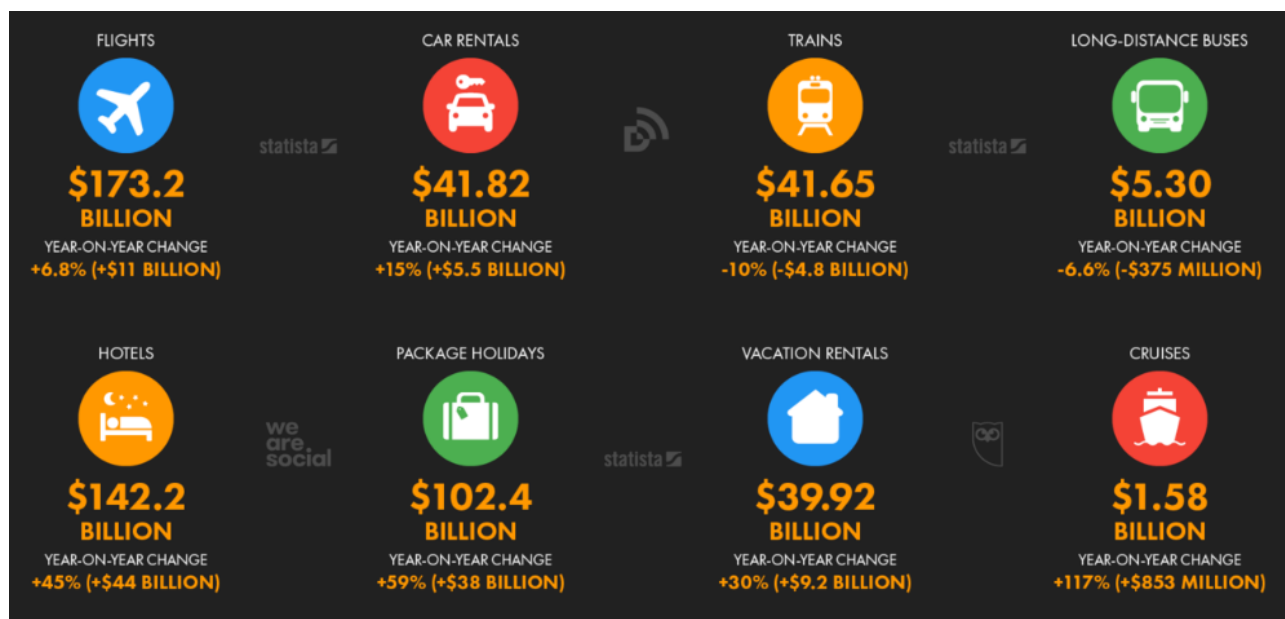 FLIGHTS
$173.2
BILLION
YEAR-ON-YEAR CHANGE
+6.8% (+$11 BILLION)
statista
CAR RENTALS
$41.82
BILLION
YEAR-ON-YEAR CHANGE
+15% (+$5.5 BILLION)
TRAINS
$41.65
BILLION
YEAR-ON-YEAR CHANGE
-10% (-$4.8 BILLION)
statista
LONG-DISTANCE BUSES
$5.30
BILLION
YEAR-ON-YEAR CHANGE
-6.6% (-$375 MILLION)
HOTELS
$142.2
BILLION
YEAR-ON-YEAR CHANGE
+45% (+$44 BILLION)
we
are
social
PACKAGE HOLIDAYS
$102.4
BILLION
YEAR-ON-YEAR CHANGE
+59% (+$38 BILLION)
statista
VACATION RENTALS
$39.92
BILLION
YEAR-ON-YEAR CHANGE
+30% (+$9.2 BILLION)
CRUISES
$1.58
BILLION
YEAR-ON-YEAR CHANGE
+117% (+$853 MILLION)